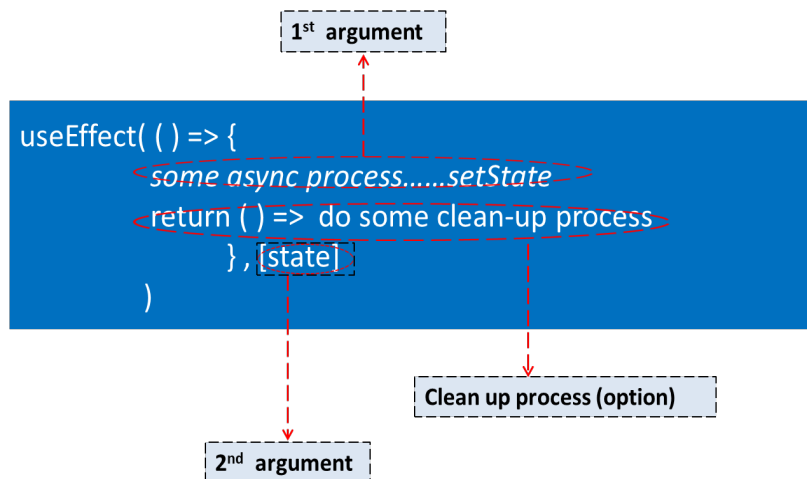 1st argument
useEffect( ( ) => {
some async process......setState
return ( ) => do some clean-up process
} , [state]
)
Clean up process (option)
2nd argument